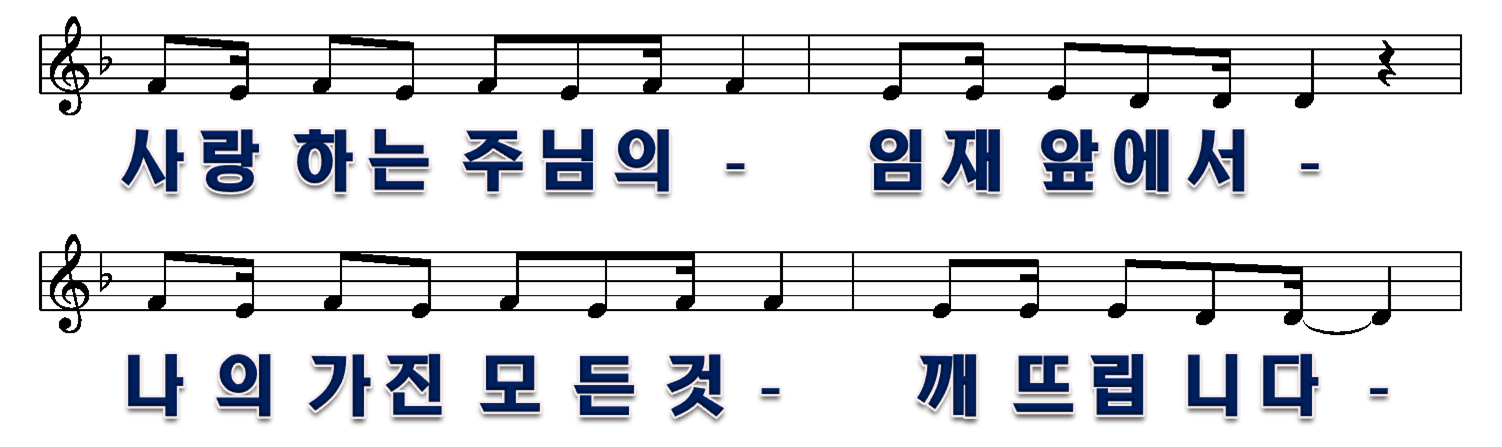 사랑 하는 주님의 - 임재 앞에서 -
나 의 가진 모 든 것 - 깨 뜨립 니다 -